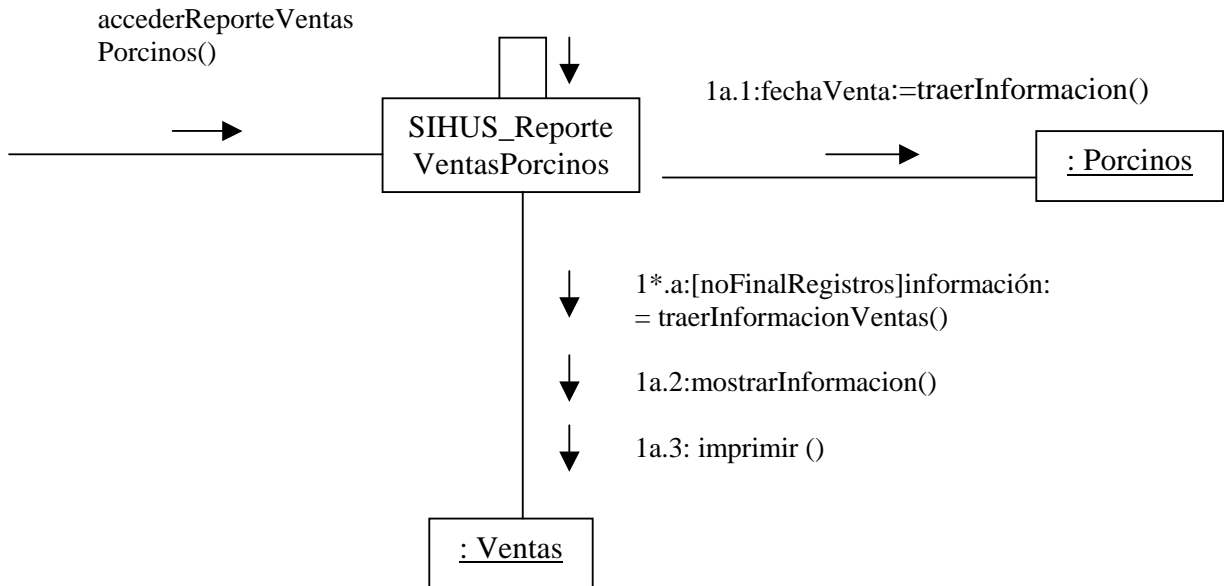 accederReporteVentas
Porcinos()
1a.1:fechaVenta:=traerInformacion()
SIHUS_Reporte
VentasPorcinos
: Porcinos
1*.a:[noFinalRegistros]información:
= traerInformacionVentas()
1a.2:mostrarInformacion()
1a.3: imprimir ()
: Ventas